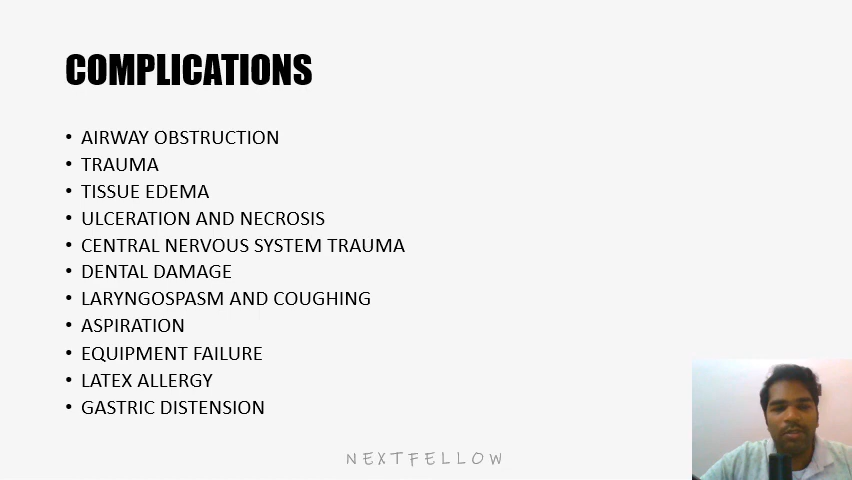 COMPLICATIONS
• AIRWAY OBSTRUCTION
• TRAUMA
• TISSUE EDEMA
• ULCERATION AND NECROSIS
• CENTRAL NERVOUS SYSTEM TRAUMA
• DENTAL DAMAGE
• LARYNGOSPASM AND COUGHING
• ASPIRATION
• EQUIPMENT FAILURE
• LATEX ALLERGY
• GASTRIC DISTENSION
NEXTFELLOW